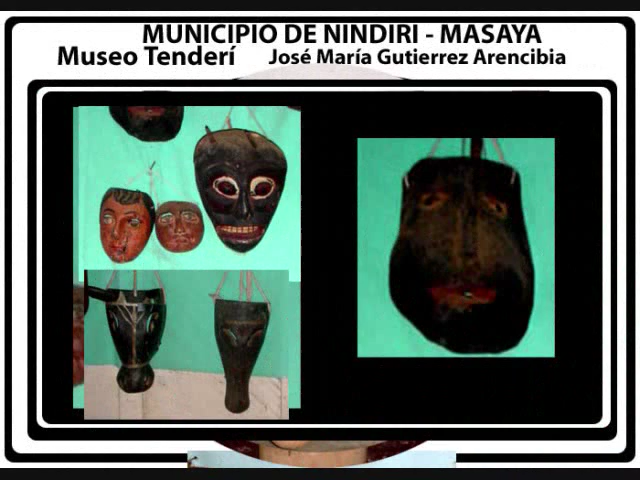 MUNICIPIO DE NINDIRI - MASAYA
Museo Tenderí José María Gutierrez Arencibia